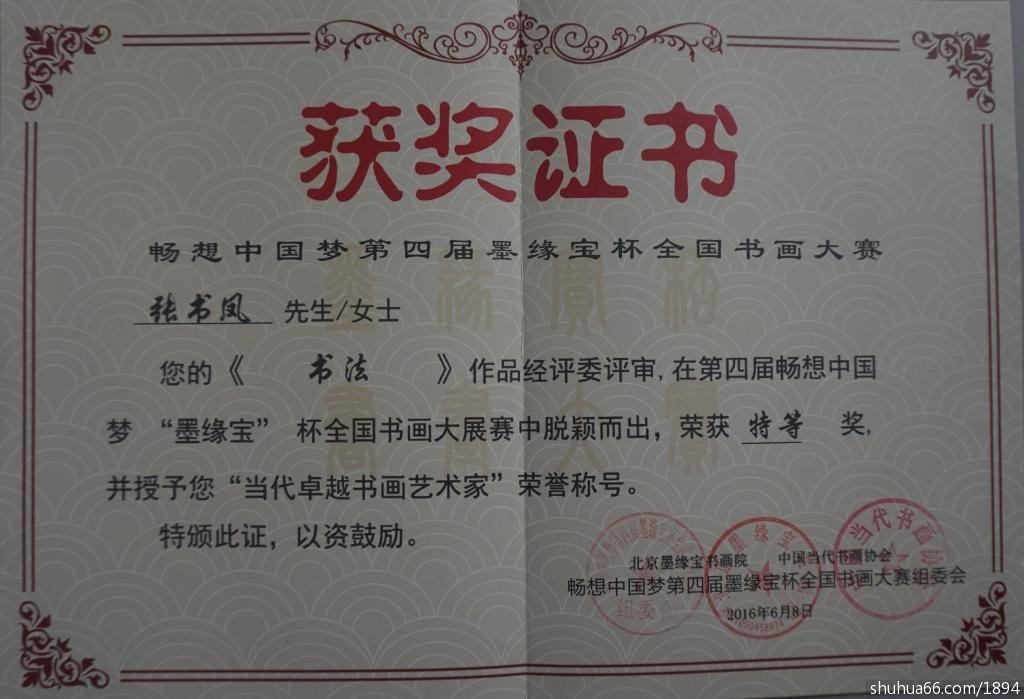 获奖证书
畅想中国梦第四届墨缘宝杯全国书画大赛
张书凤 先生/女士
您的《 书法 》作品经评委评审,在第四届畅想中国
梦 “墨缘宝” 杯全国书画大展赛中脱颖而出，荣获 特等 奖,
并授予您“当代卓越书画艺术家”荣誉称号。
特颁此证，以资鼓励。
北京墨缘宝书画院 中国当代书画协会
畅想中国梦第四届墨缘宝杯全国书画大赛组委会
2016年6月8日
组委会
shuhua66.com/1894